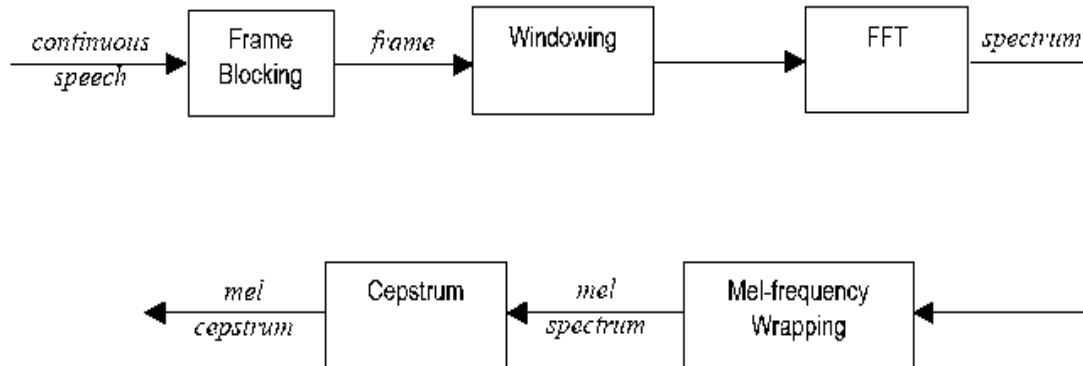 continuous
speech
Frame
Blocking
frame
Windowing
FFT
spectrum
mel
cepstrum
Cepstrum
mel
spectrum
Mel-frequency
Wrapping